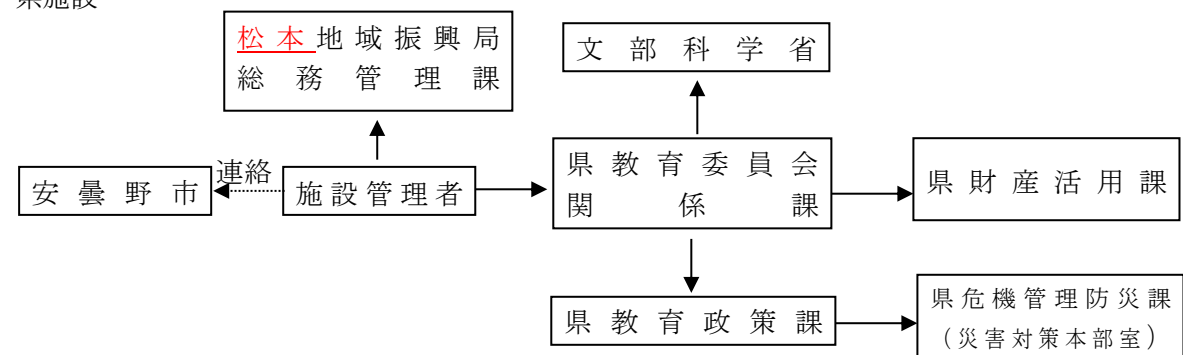 県施設
松本地域振興局
総務管理課
文部科学省
安曇野市
連絡
施設管理者
県教育委員会
関係課
県財産活用課
県教育政策課
県危機管理防災課
（災害対策本部室）